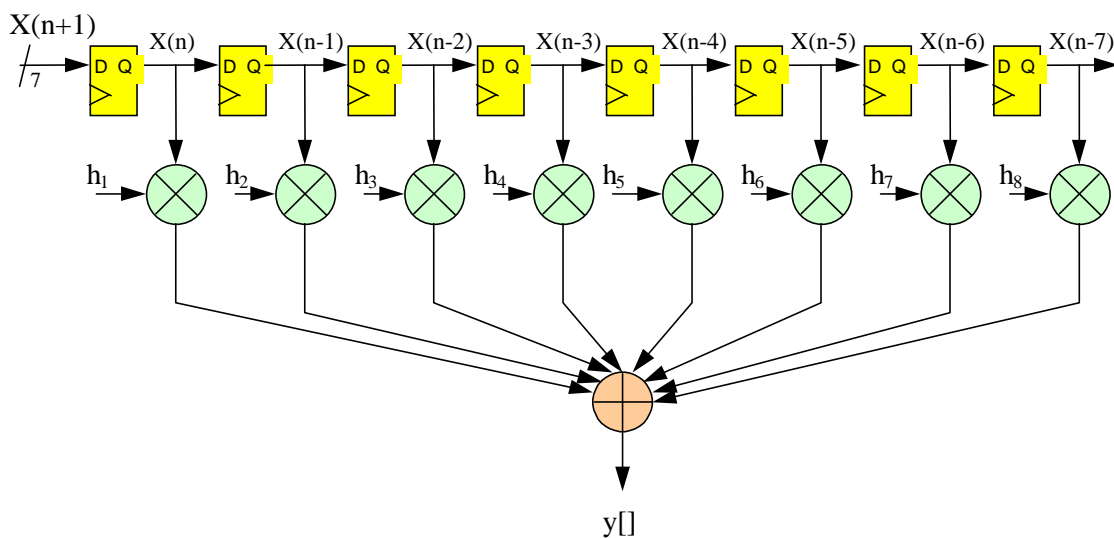 X(n+1) X(n) X(n-1) X(n-2) X(n-3) X(n-4) X(n-5) X(n-6) X(n-7)
7 D Q D Q D Q D Q D Q D Q D Q D Q
h₁ h₂ h₃ h₄ h₅ h₆ h₇ h₈
y[]